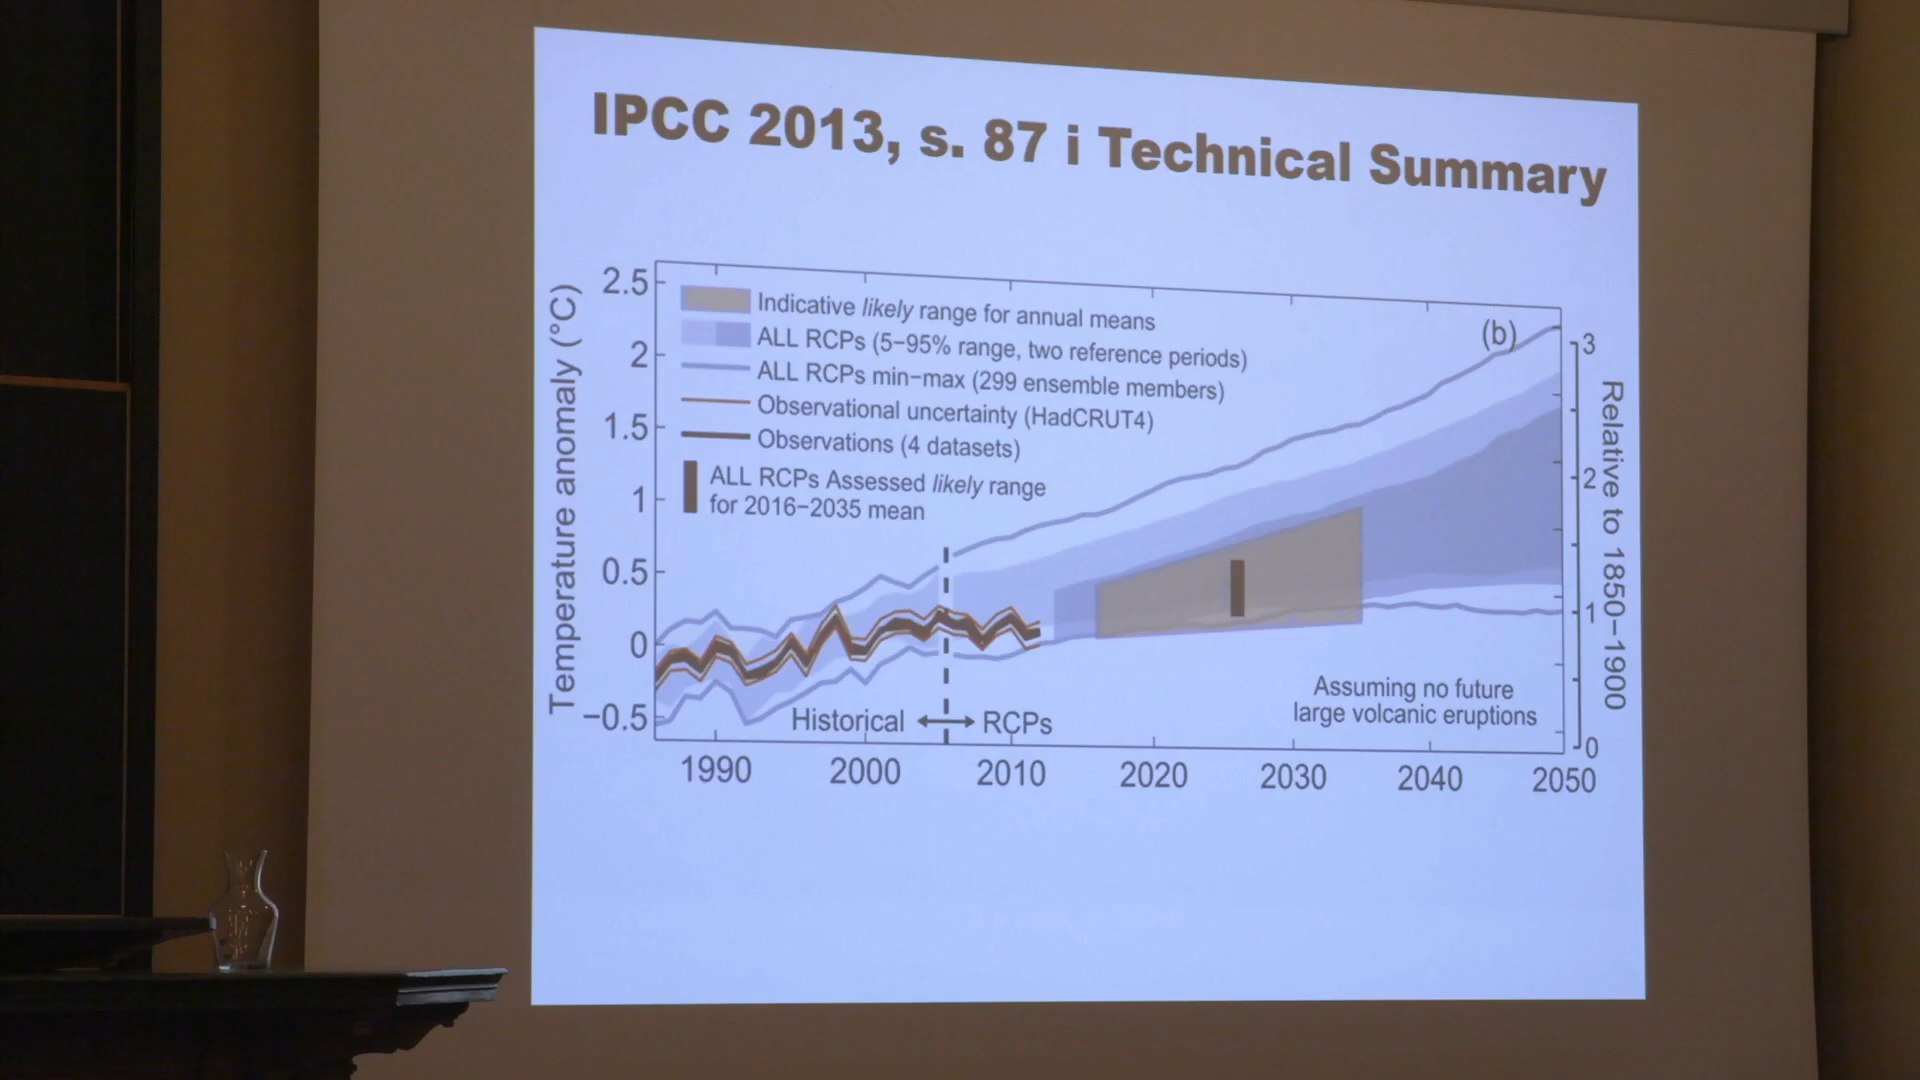 IPCC 2013, s. 87 i Technical Summary
Temperature anomaly (°C)
2.5
2
1.5
1
0.5
0
−0.5
Indicative likely range for annual means
ALL RCPs (5−95% range, two reference periods)
ALL RCPs min−max (299 ensemble members)
Observational uncertainty (HadCRUT4)
Observations (4 datasets)
ALL RCPs Assessed likely range
for 2016−2035 mean
(b)
Historical
RCPs
Assuming no future
large volcanic eruptions
3
2
1
0
Relative to 1850−1900
1990 2000 2010 2020 2030 2040 2050